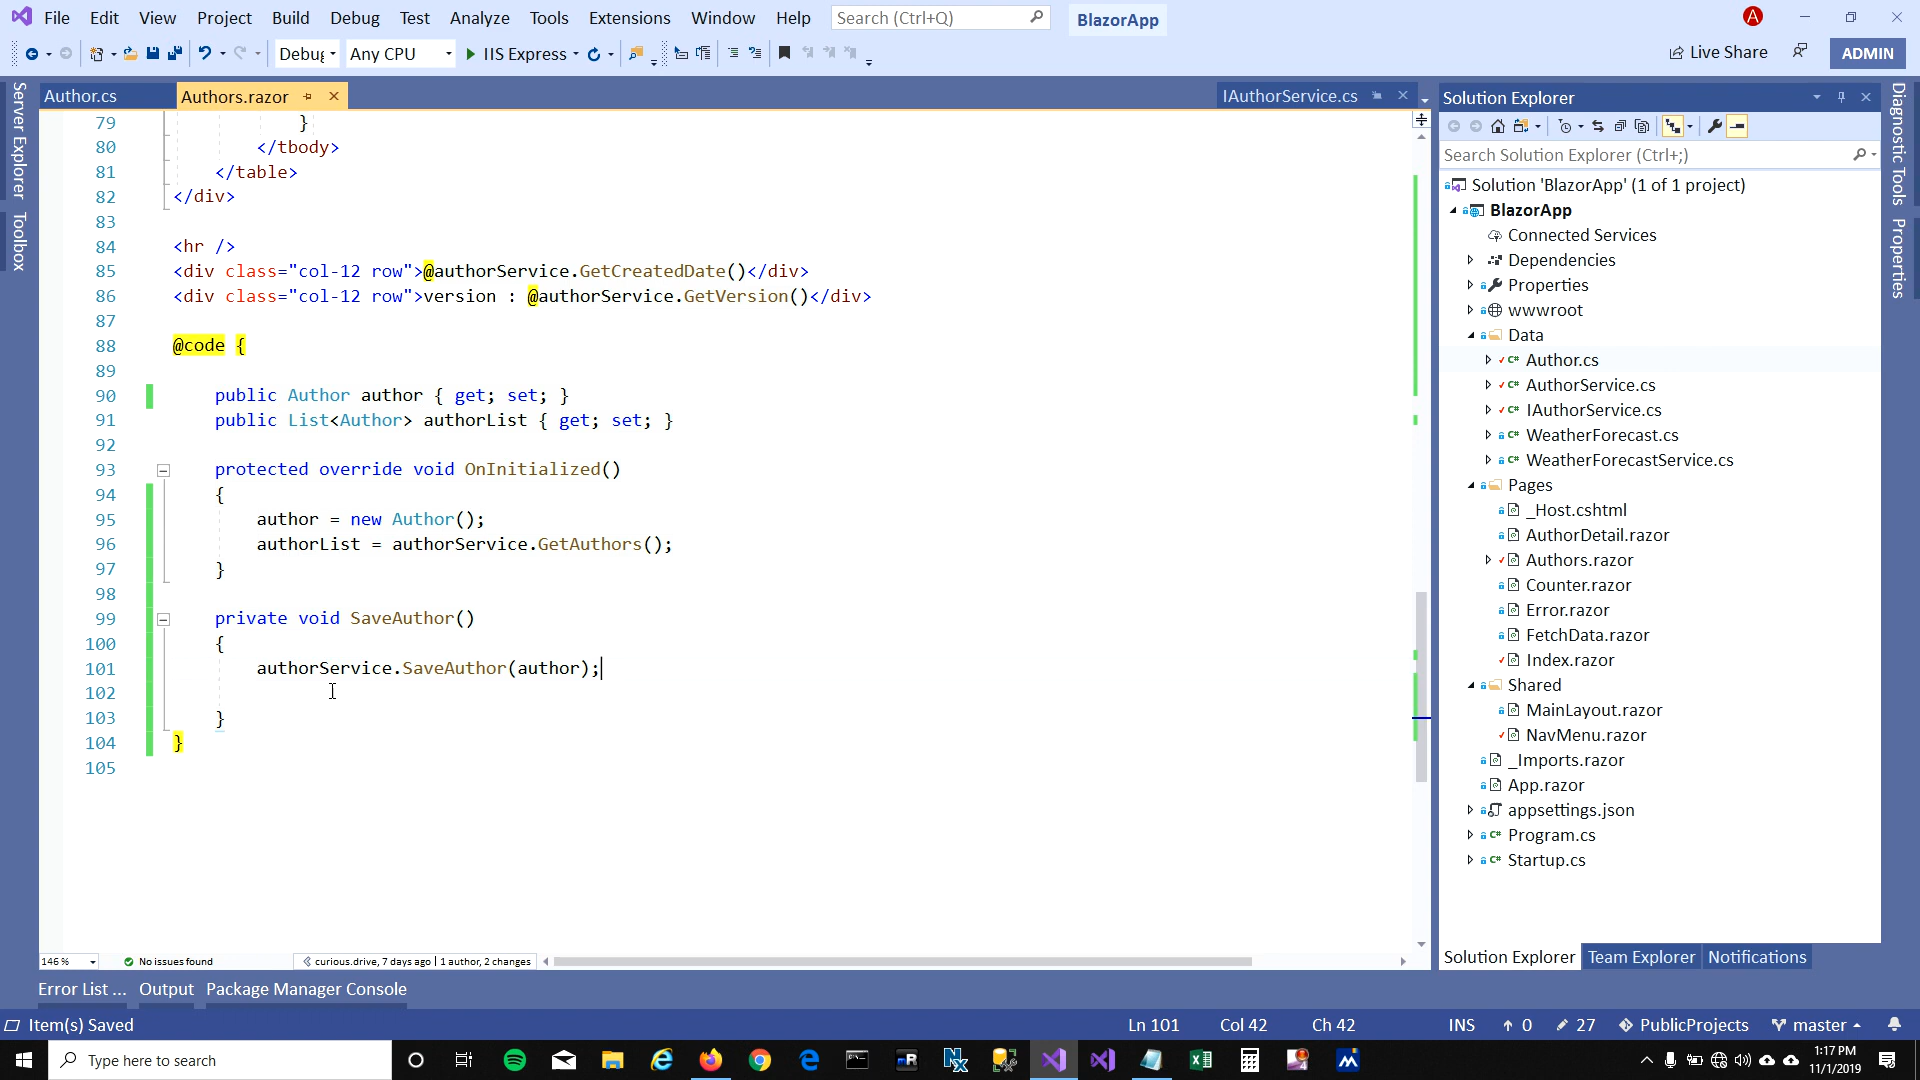 File Edit View Project Build Debug Test Analyze Tools Extensions Window Help Search (Ctrl+Q) BlazorApp A
Debug Any CPU IIS Express Live Share ADMIN
Server Explorer
Toolbox
Author.cs Authors.razor IAuthorService.cs
79 }
80 </tbody>
81 </table>
82 </div>
83
84 <hr />
85 <div class="col-12 row">@authorService.GetCreatedDate()</div>
86 <div class="col-12 row">version : @authorService.GetVersion()</div>
87
88 @code {
89
90 public Author author { get; set; }
91 public List<Author> authorList { get; set; }
92
93 protected override void OnInitialized()
94 {
95 author = new Author();
96 authorList = authorService.GetAuthors();
97 }
98
99 private void SaveAuthor()
100 {
101 authorService.SaveAuthor(author);
102
103 }
104 }
105
146 % No issues found curious.drive, 7 days ago | 1 author, 2 changes
Solution Explorer
Search Solution Explorer (Ctrl+;)
Solution 'BlazorApp' (1 of 1 project)
BlazorApp
Connected Services
Dependencies
Properties
wwwroot
Data
C# Author.cs
C# AuthorService.cs
C# IAuthorService.cs
C# WeatherForecast.cs
C# WeatherForecastService.cs
Pages
_Host.cshtml
AuthorDetail.razor
Authors.razor
Counter.razor
Error.razor
FetchData.razor
Index.razor
Shared
MainLayout.razor
NavMenu.razor
_Imports.razor
App.razor
appsettings.json
C# Program.cs
C# Startup.cs
Solution Explorer Team Explorer Notifications
Diagnostic Tools
Properties
Error List ... Output Package Manager Console
Item(s) Saved Ln 101 Col 42 Ch 42 INS 0 27 PublicProjects master
Type here to search
1:17 PM
11/1/2019